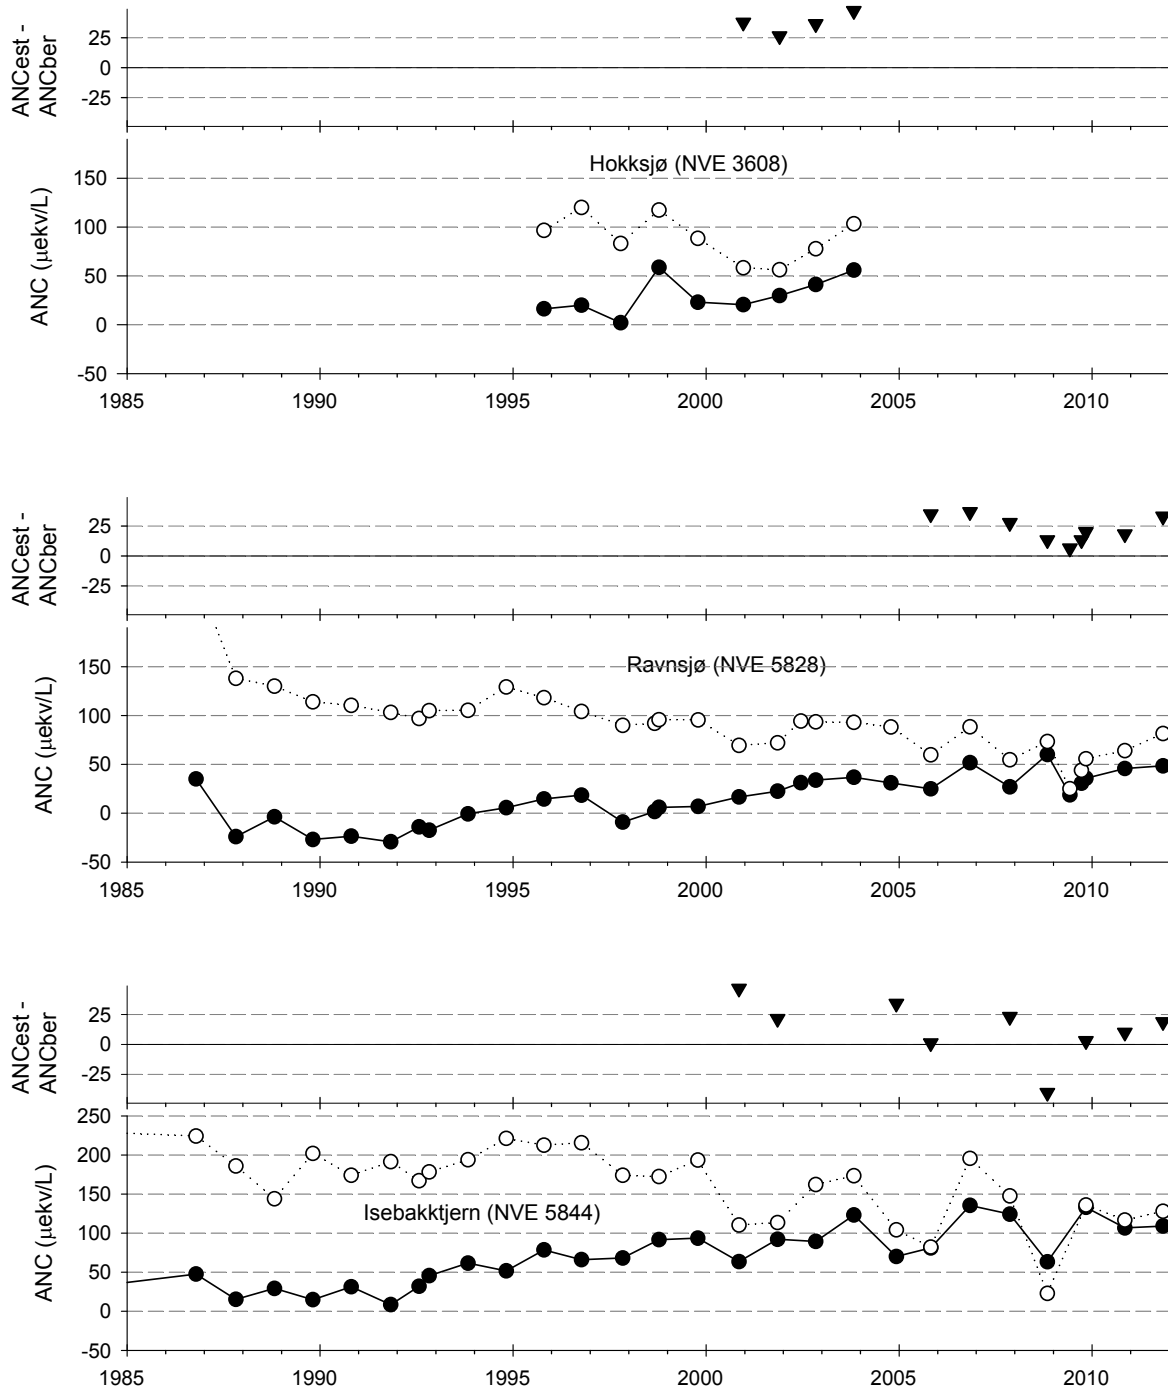 ANCest -
ANCber
25
0
-25
Hokksjø (NVE 3608)
ANC (µekv/L)
150
100
50
0
-50
1985 1990 1995 2000 2005 2010
ANCest -
ANCber
25
0
-25
Ravnsjø (NVE 5828)
ANC (µekv/L)
150
100
50
0
-50
1985 1990 1995 2000 2005 2010
ANCest -
ANCber
25
0
-25
Isebakktjern (NVE 5844)
ANC (µekv/L)
250
200
150
100
50
0
-50
1985 1990 1995 2000 2005 2010